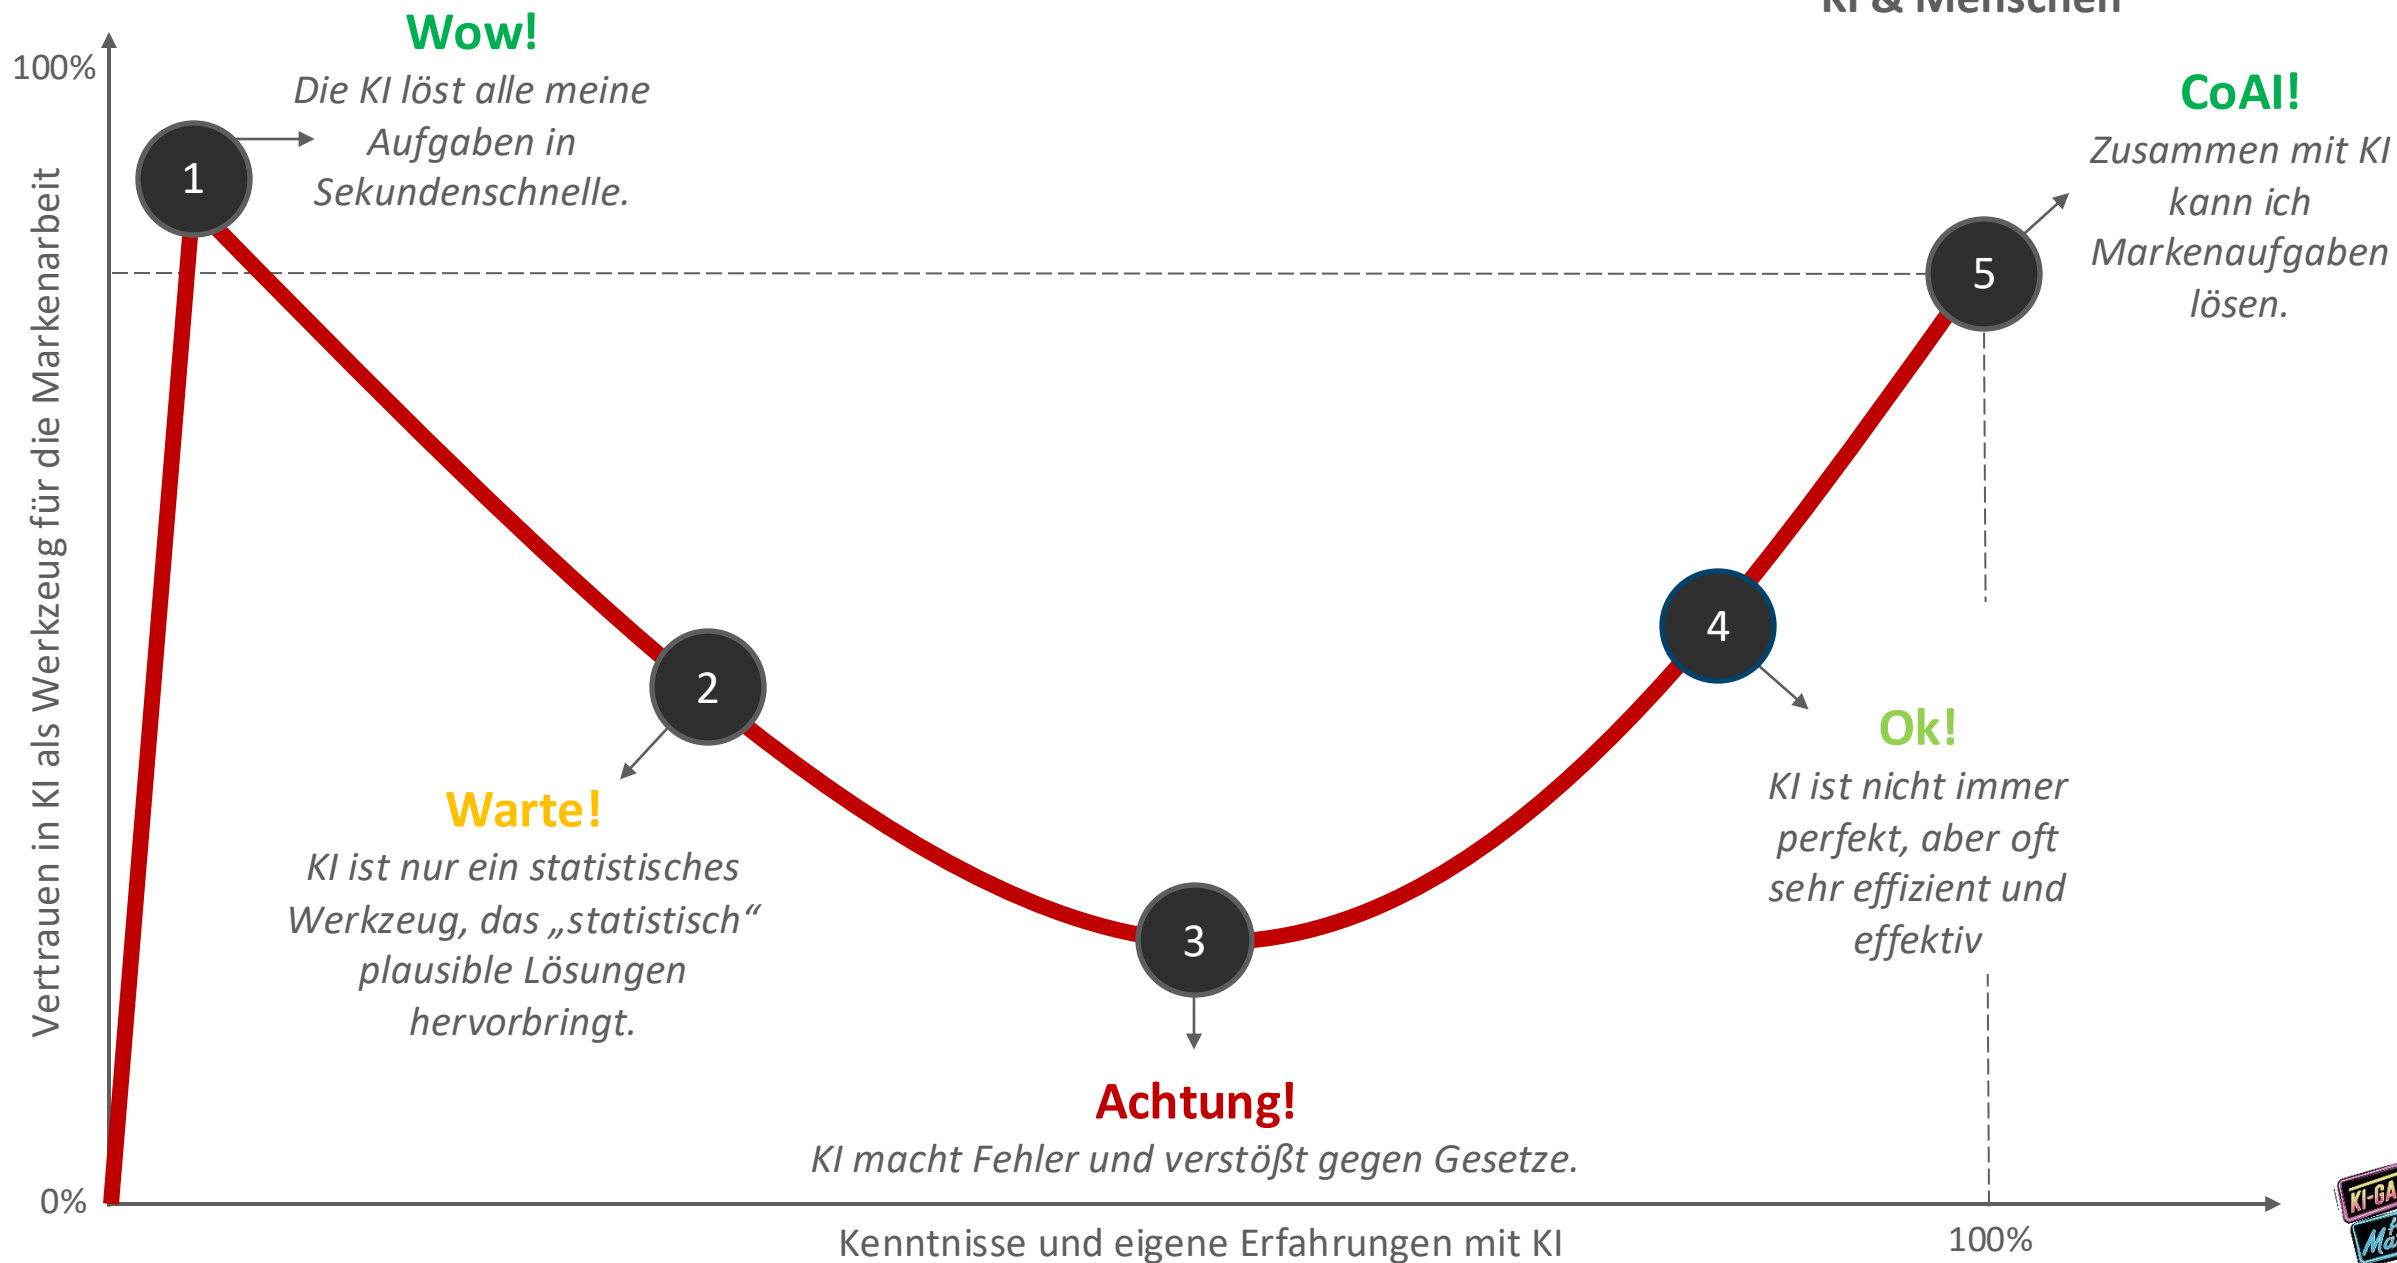 KI & Menschen
Wow!
Die KI löst alle meine
Aufgaben in
Sekundenschnelle.
CoAI!
Zusammen mit KI
kann ich
Markenaufgaben
lösen.
100%
Vertrauen in KI als Werkzeug für die Markenarbeit
1
5
2
4
Warte!
KI ist nur ein statistisches
Werkzeug, das „statistisch“
plausible Lösungen
hervorbringt.
Ok!
KI ist nicht immer
perfekt, aber oft
sehr effizient und
effektiv
3
Achtung!
KI macht Fehler und verstößt gegen Gesetze.
0%
Kenntnisse und eigene Erfahrungen mit KI
100%